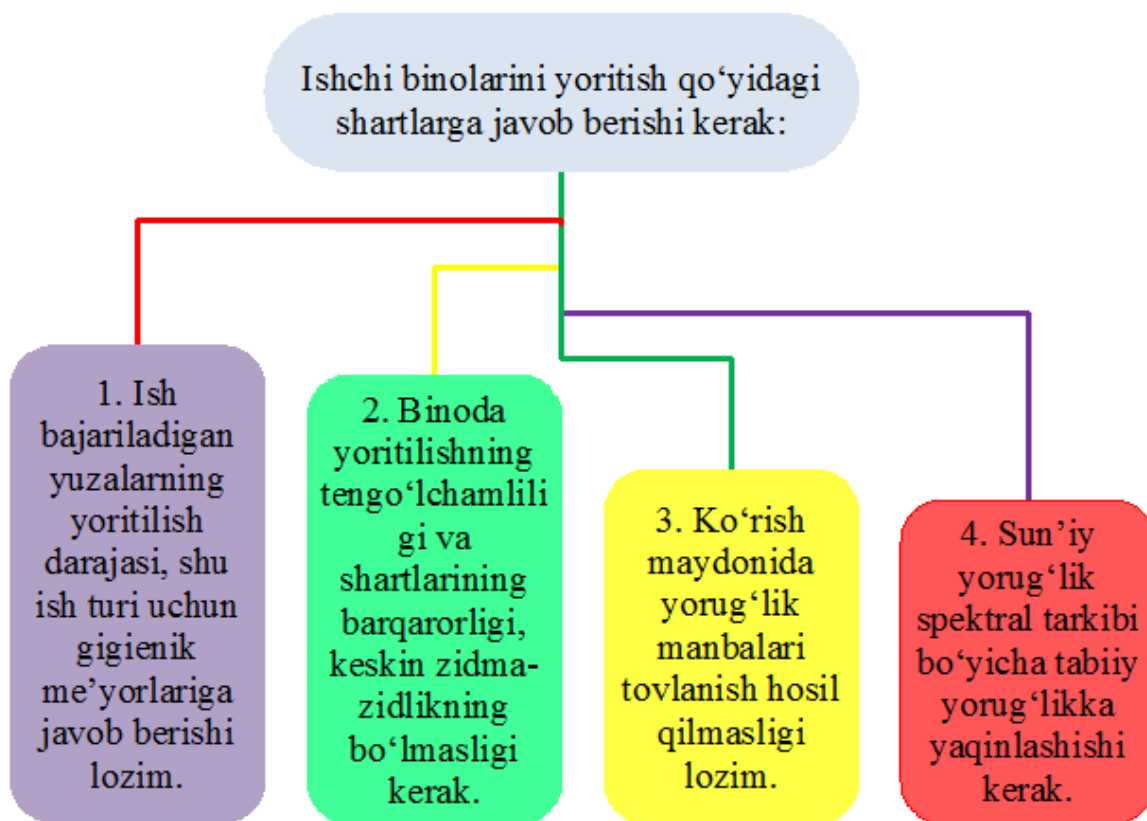 Ishchi binolarini yoritish qo‘yidagi
shartlarga javob berishi kerak:
1. Ish
bajariladigan
yuzalarning
yoritilish
darajasi, shu
ish turi uchun
gigienik
me’yorlariga
javob berishi
lozim.
2. Binoda
yoritilishning
tengo‘lchamlili
gi va
shartlarining
barqarorligi,
keskin zidma-
zidlikning
bo‘lmasligi
kerak.
3. Ko‘rish
maydonida
yorug‘lik
manbalari
tovlanish hosil
qilmasligi
lozim.
4. Sun’iy
yorug‘lik
spektral tarkibi
bo‘yicha tabiiy
yorug‘likka
yaqinlashishi
kerak.